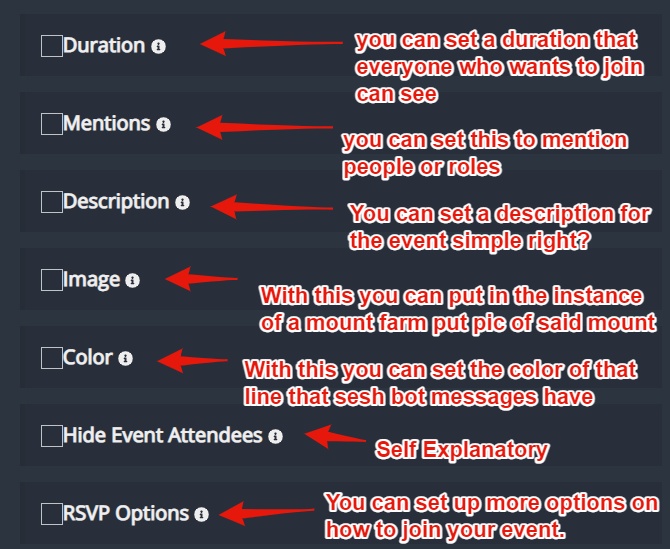 Duration
you can set a duration that
everyone who wants to join
can see
Mentions
you can set this to mention
people or roles
Description
You can set a description for
the event simple right?
Image
With this you can put in the instance
of a mount farm put pic of said mount
Color
With this you can set the color of that
line that sesh bot messages have
Hide Event Attendees
Self Explanatory
RSVP Options
You can set up more options on
how to join your event.